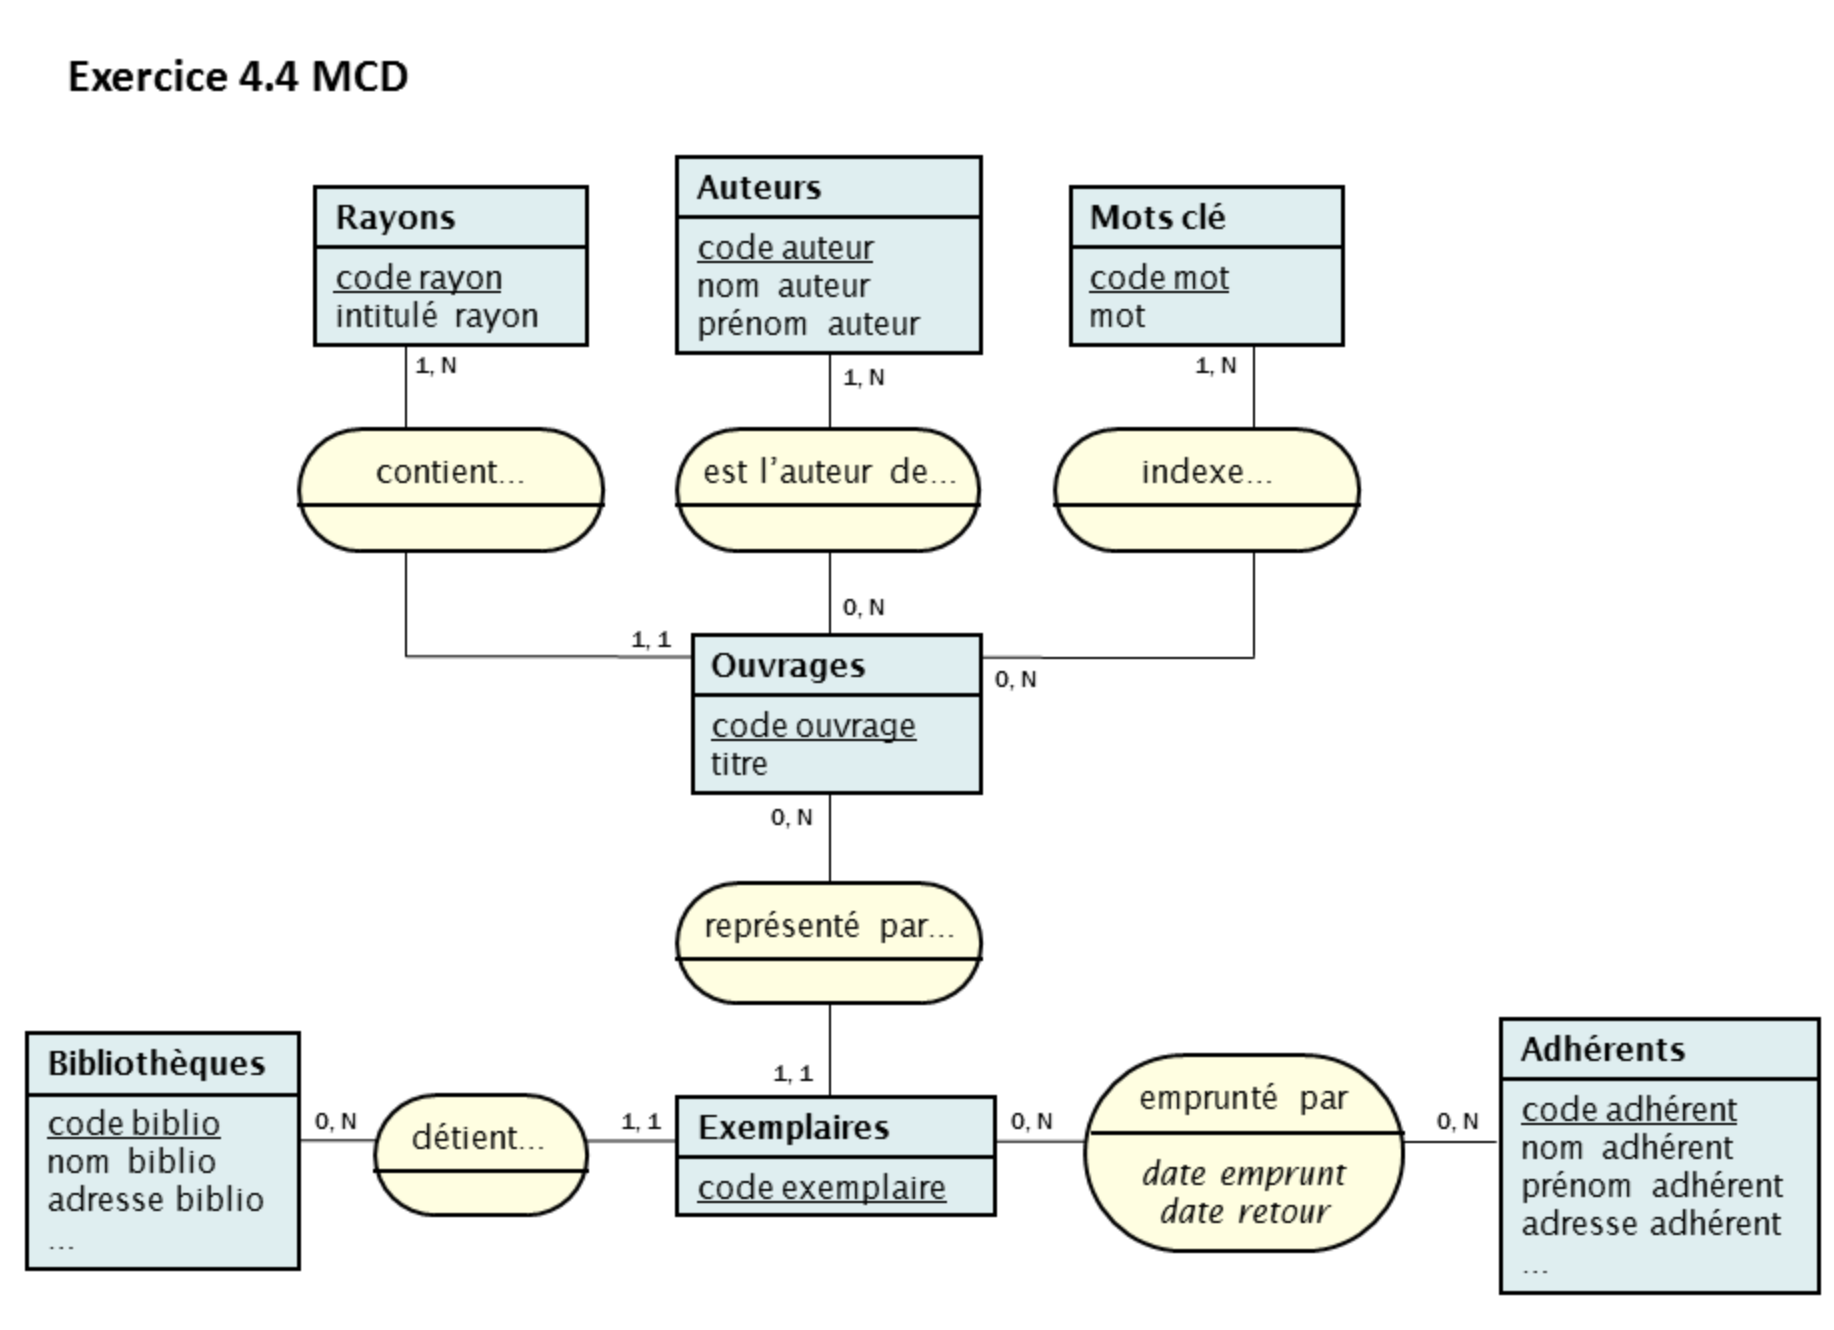 Exercice 4.4 MCD
Rayons
code rayon
intitulé rayon
Auteurs
code auteur
nom auteur
prénom auteur
Mots clé
code mot
mot
1, N
1, N
1, N
contient...
est l'auteur de...
indexe...
1, 1
0, N
0, N
Ouvrages
code ouvrage
titre
0, N
représenté par...
1, 1
Bibliothèques
code biblio
nom biblio
adresse biblio
...
0, N
détient...
1, 1
Exemplaires
code exemplaire
0, N
emprunté par
date emprunt
date retour
0, N
Adhérents
code adhérent
nom adhérent
prénom adhérent
adresse adhérent
...